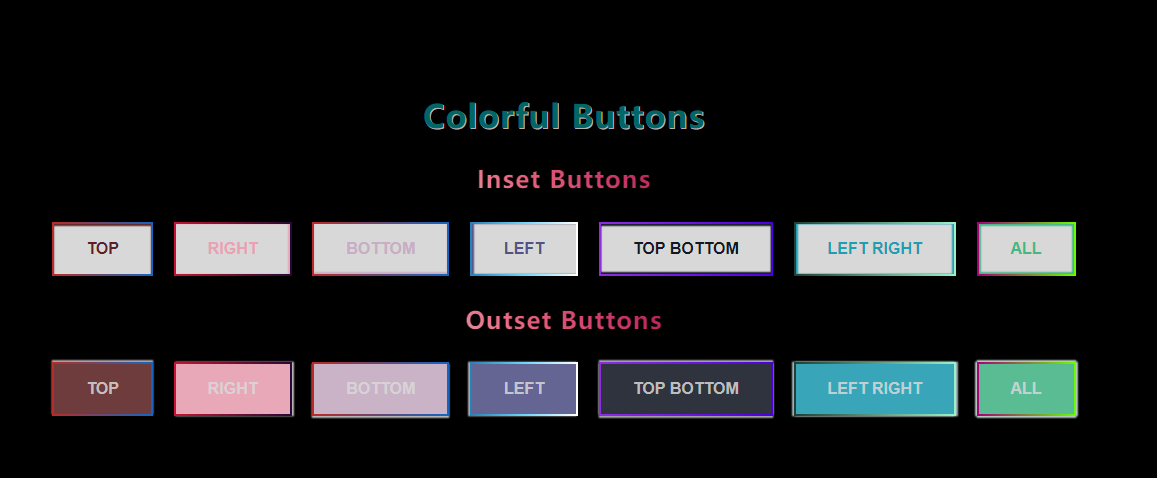 Colorful Buttons
Inset Buttons
TOP RIGHT BOTTOM LEFT TOP BOTTOM LEFT RIGHT ALL
Outset Buttons
TOP RIGHT BOTTOM LEFT TOP BOTTOM LEFT RIGHT ALL